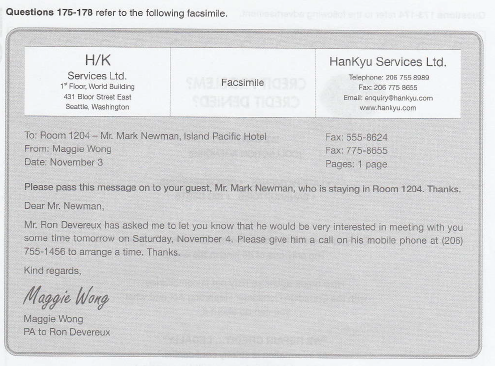 Questions 175-178 refer to the following facsimile.
H/K
Services Ltd.
1st Floor, World Building
431 Bloor Street East
Seattle, Washington
Facsimile
HanKyu Services Ltd.
Telephone: 206 755 8989
Fax: 206 775 8655
Email: enquiry@hankyu.com
www.hankyu.com
To: Room 1204 – Mr. Mark Newman, Island Pacific Hotel
Fax: 555-8624
From: Maggie Wong
Fax: 775-8655
Date: November 3
Pages: 1 page
Please pass this message on to your guest, Mr. Mark Newman, who is staying in Room 1204. Thanks.
Dear Mr. Newman,
Mr. Ron Devereux has asked me to let you know that he would be very interested in meeting with you
some time tomorrow on Saturday, November 4. Please give him a call on his mobile phone at (206)
755-1456 to arrange a time. Thanks.
Kind regards,
Maggie Wong
Maggie Wong
PA to Ron Devereux